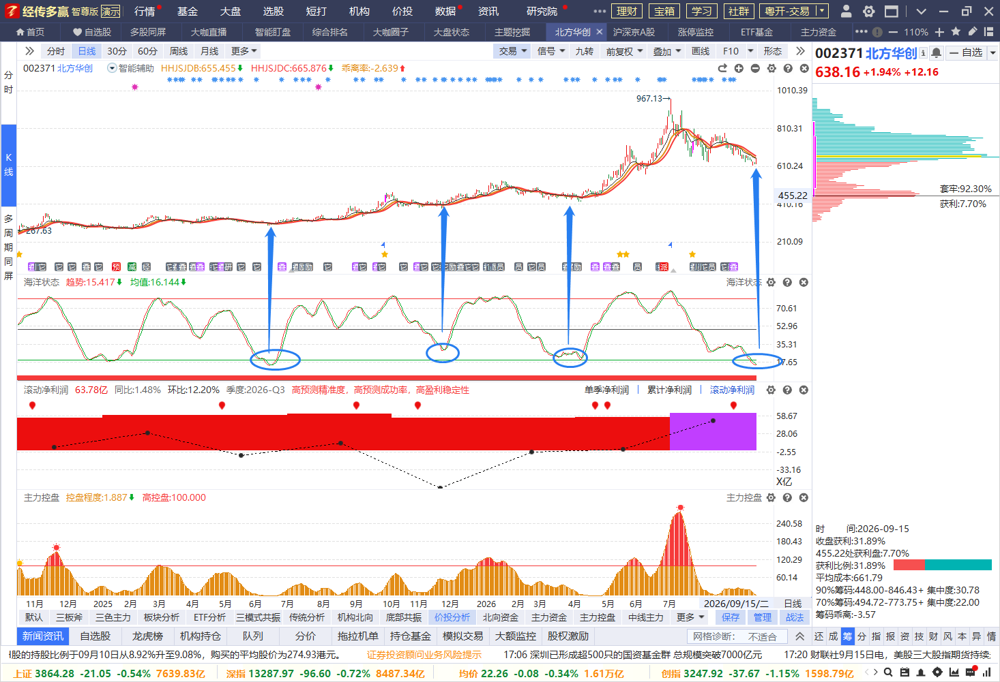 经传多赢 智尊版 演示 行情 基金 大盘 选股 短打 机构 价投 数据 资讯 研究院 ••• 理财 宝箱 学习 社群 粤开-交易
首页 自选股 多股同屏 大咖直播 智能盯盘 综合排名 大咖圈子 大盘状态 主题挖掘 北方华创 沪深京A股 涨停监控 ETF基金 主力资金 ••• 110%
分时 日线 30分 60分 周线 月线 更多 交易 信号 九转 前复权 叠加 画线 F10 形态
002371 北方华创 自选
638.16 +1.94% +12.16
分时
K线
多周期同屏
002371 北方华创 智能辅助 HHJSJDB:655.455 HHJSJDC:665.876 乖离率:-2.639
1010.39
967.13
810.31
610.24
455.22
410.16
267.63
210.09
套牢:92.30%
获利:7.70%
海洋状态 趋势:15.417 均值:16.144 海洋状态
70.61
52.96
35.31
17.65
滚动净利润 63.78亿 同比:1.48% 环比:12.20% 季度:2026-Q3 高预测精准度，高预测成功率，高盈利稳定性 单季净利润 累计净利润 滚动净利润
58.67
28.06
-2.55
-33.16
X亿
主力控盘 控盘程度:1.887 高控盘:100.000 主力控盘
240.58
180.43
120.29
60.14
11月 12月 2025 2月 3月 4月 5月 6月 7月 8月 9月 10月 11月 12月 2026 2月 3月 4月 5月 6月 7月 2026/09/15/二 日线
时 间:2026-09-15
收盘获利:31.89%
455.22处获利盘:7.70%
获利比例:31.89%
平均成本:661.79
90%筹码:448.00-846.43+ 集中度:30.78
70%筹码:494.72-773.75+ 集中度:22.00
筹码乖离:-3.57
默认 三板斧 三色主力 板块分析 ETF分析 三模式共振 传统分析 机构北向 底部共振 价投分析 北向资金 主力资金 主力控盘 中线主力 更多 保存 管理 战法
新闻资讯 自选股 龙虎榜 机构持仓 队列 分价 拖拉机单 持仓基金 模拟交易 大额监控 股权激励 网格诊断: 不适合 还 成 筹 分 指 报 资 技 财 风 本 异 情
股的持股比例于09月10日从8.92%升至9.08%，购买的平均股价为274.93港元。 证券投资顾问业务风险提示 17:06 深圳已形成超500只的国资基金群 总规模突破7000亿元 17:20 财联社9月15日电，美股三大股指期货持续
上证 3864.28 -21.05 -0.54% 7639.83亿 深指 13287.97 -96.60 -0.72% 8487.34亿 均价 22.26 -0.08 -0.34% 1.61万亿 创指 3247.92 -37.67 -1.15% 1598.79亿